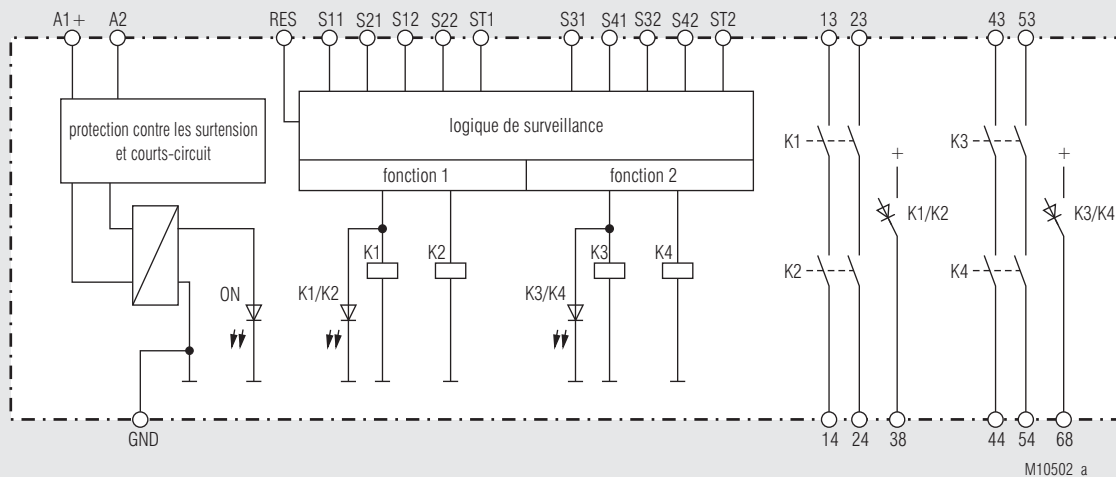 A1+ A2 RES S11 S21 S12 S22 ST1 S31 S41 S32 S42 ST2 13 23 43 53
protection contre les surtension
et courts-circuit
logique de surveillance
fonction 1 fonction 2
K1 K3
+ +
K1/K2 K3/K4
K1 K2 K3 K4
K2 K4
ON K1/K2 K3/K4
GND 14 24 38 44 54 68
M10502_a